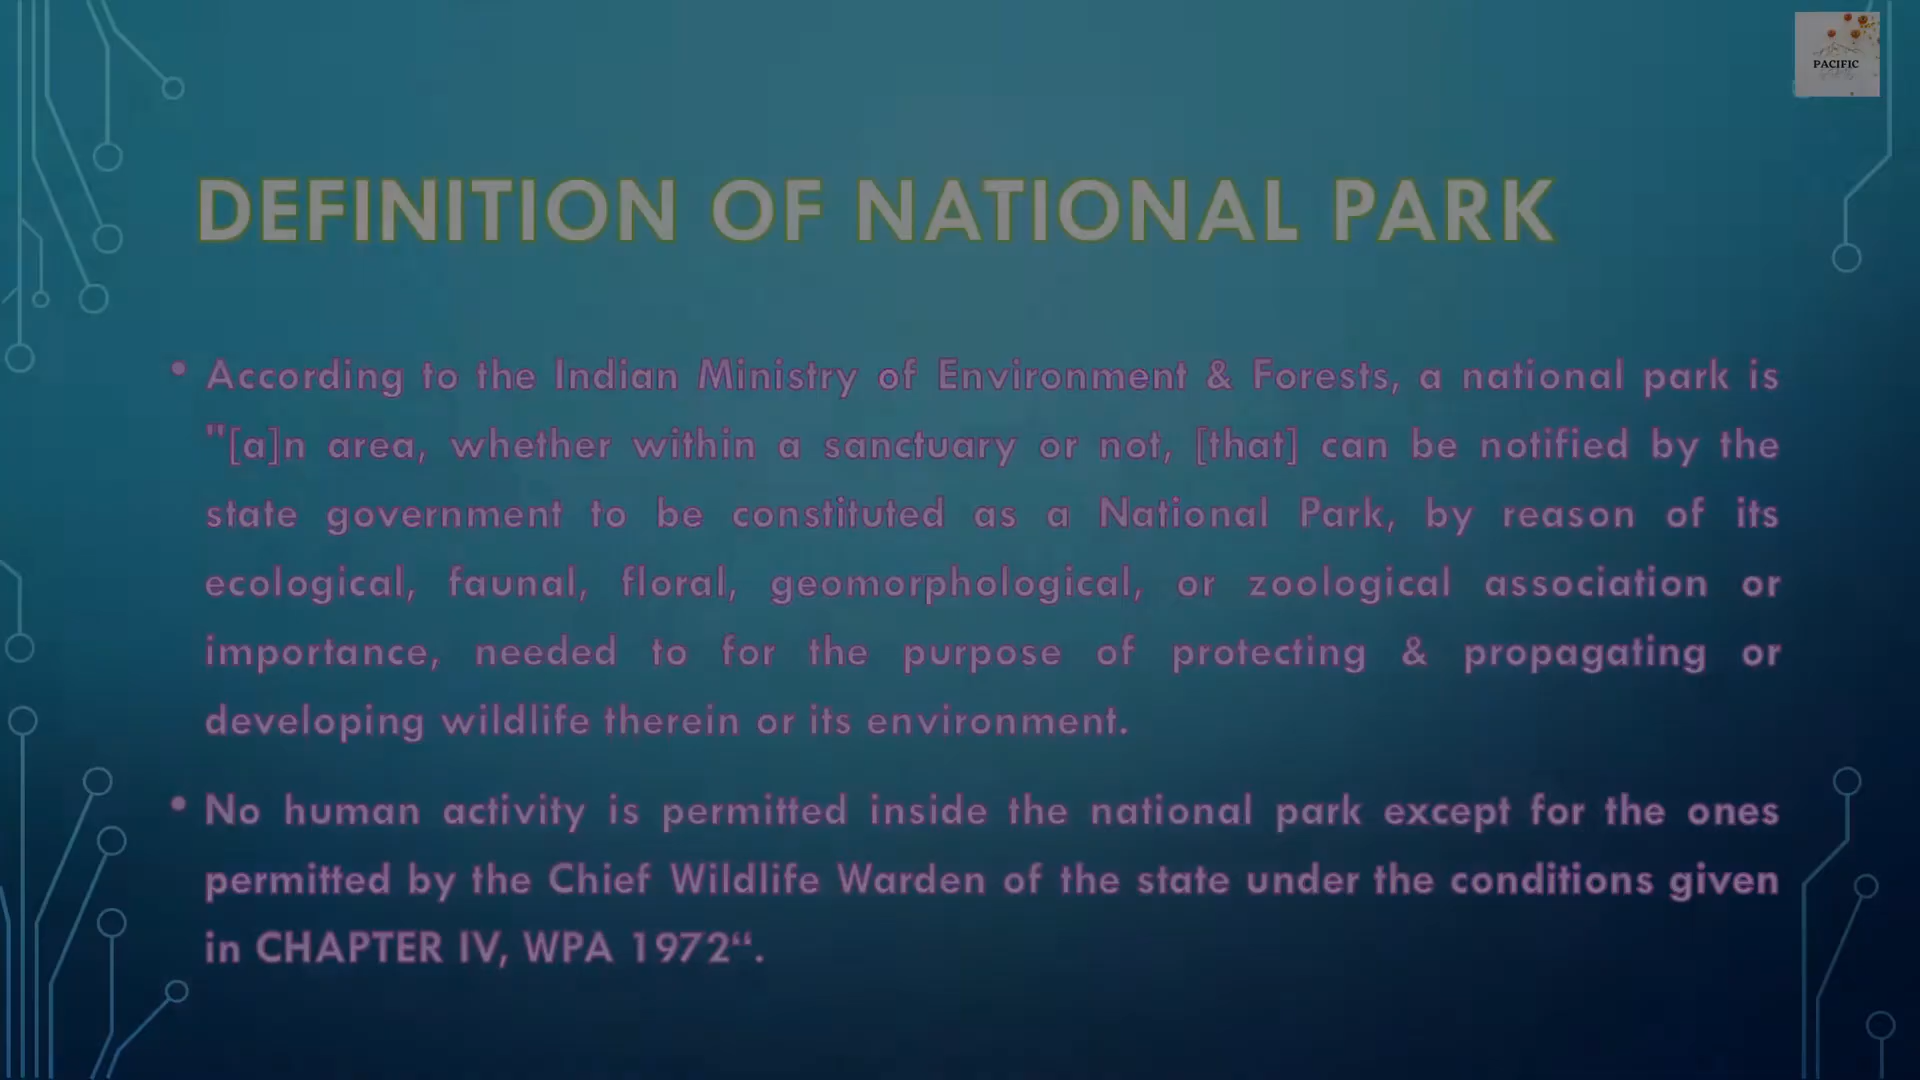 PACIFIC
DEFINITION OF NATIONAL PARK
• According to the Indian Ministry of Environment & Forests, a national park is
"[a]n area, whether within a sanctuary or not, [that] can be notified by the
state government to be constituted as a National Park, by reason of its
ecological, faunal, floral, geomorphological, or zoological association or
importance, needed to for the purpose of protecting & propagating or
developing wildlife therein or its environment.
• No human activity is permitted inside the national park except for the ones
permitted by the Chief Wildlife Warden of the state under the conditions given
in CHAPTER IV, WPA 1972“.